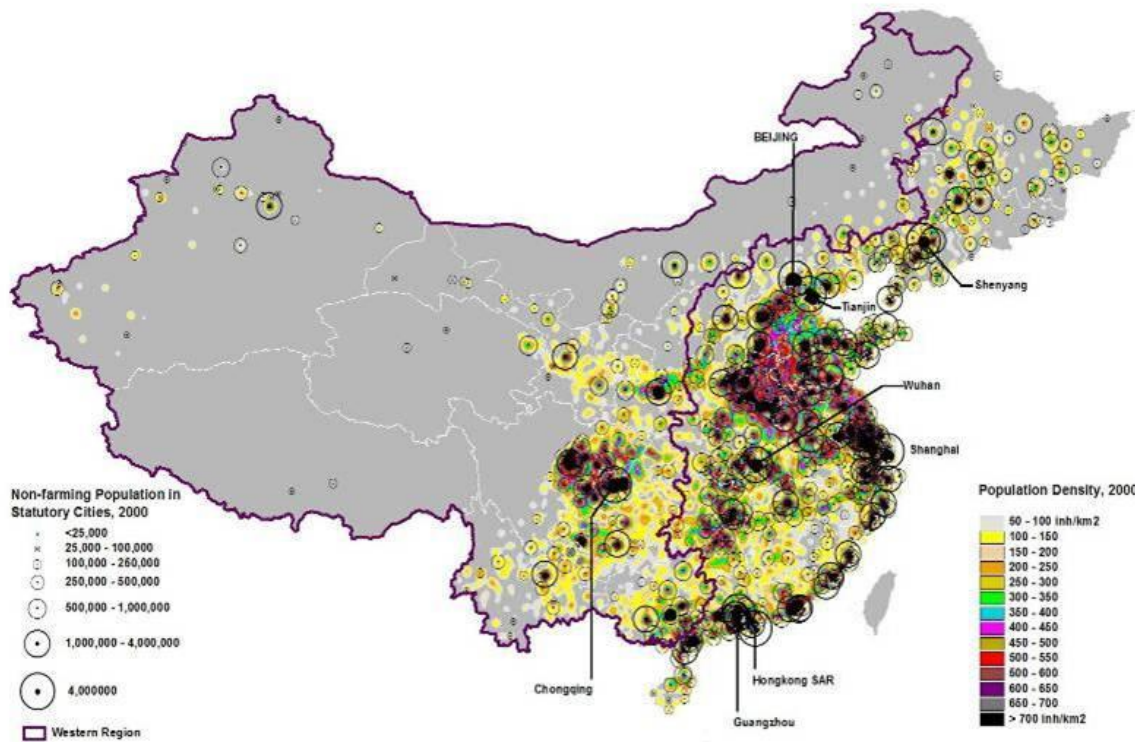 BEIJING
Shenyang
Tianjin
Wuhan
Shanghai
Chongqing
Hongkong SAR
Guangzhou
Non-farming Population in
Statutory Cities, 2000
<25,000
25,000 - 100,000
100,000 - 250,000
250,000 - 500,000
500,000 - 1,000,000
1,000,000 - 4,000,000
4,000000
Western Region
Population Density, 2000
50 - 100 inh/km2
100 - 150
150 - 200
200 - 250
250 - 300
300 - 350
350 - 400
400 - 450
450 - 500
500 - 550
500 - 600
600 - 650
650 - 700
> 700 inh/km2